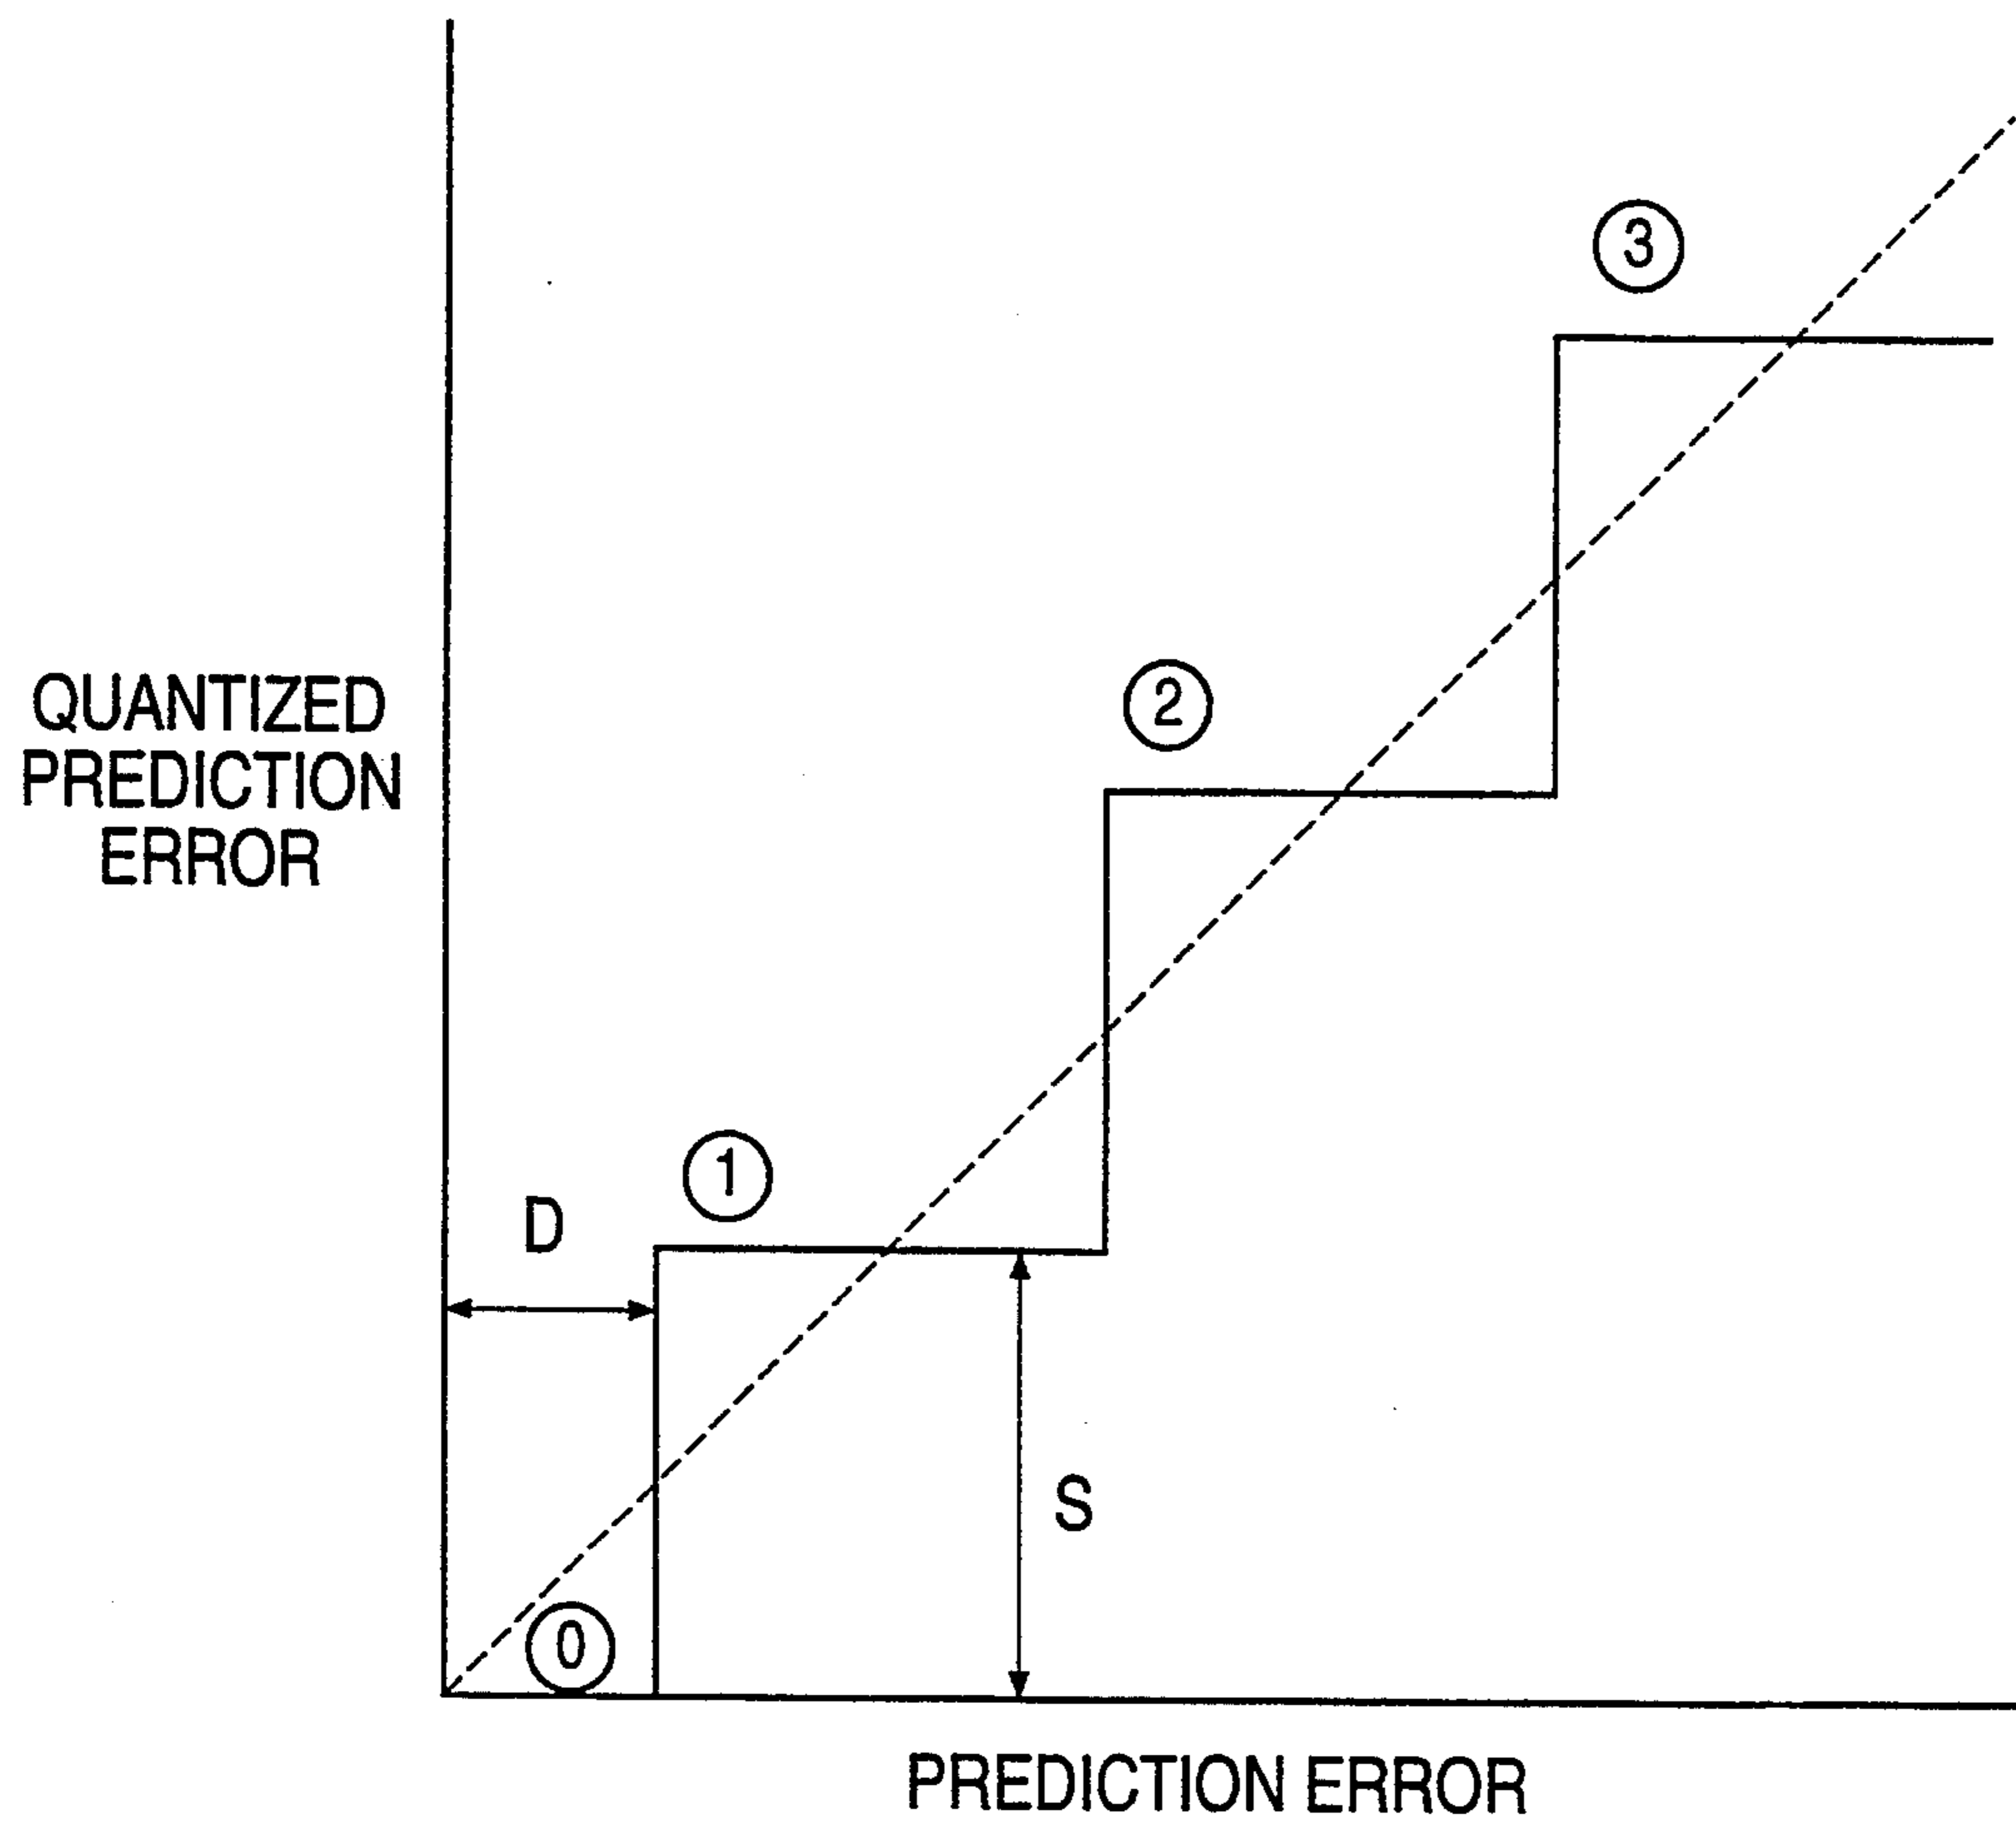 ③
②
QUANTIZED
PREDICTION
ERROR
①
D
S
⓪
PREDICTION ERROR